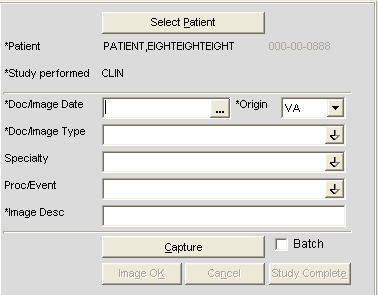 Select Patient
*Patient PATIENT,EIGHTEIGHTEIGHT 000-00-0888
*Study performed CLIN
*Doc/Image Date ... *Origin VA
*Doc/Image Type
Specialty
Proc/Event
*Image Desc
Capture Batch
Image OK Cancel Study Complete